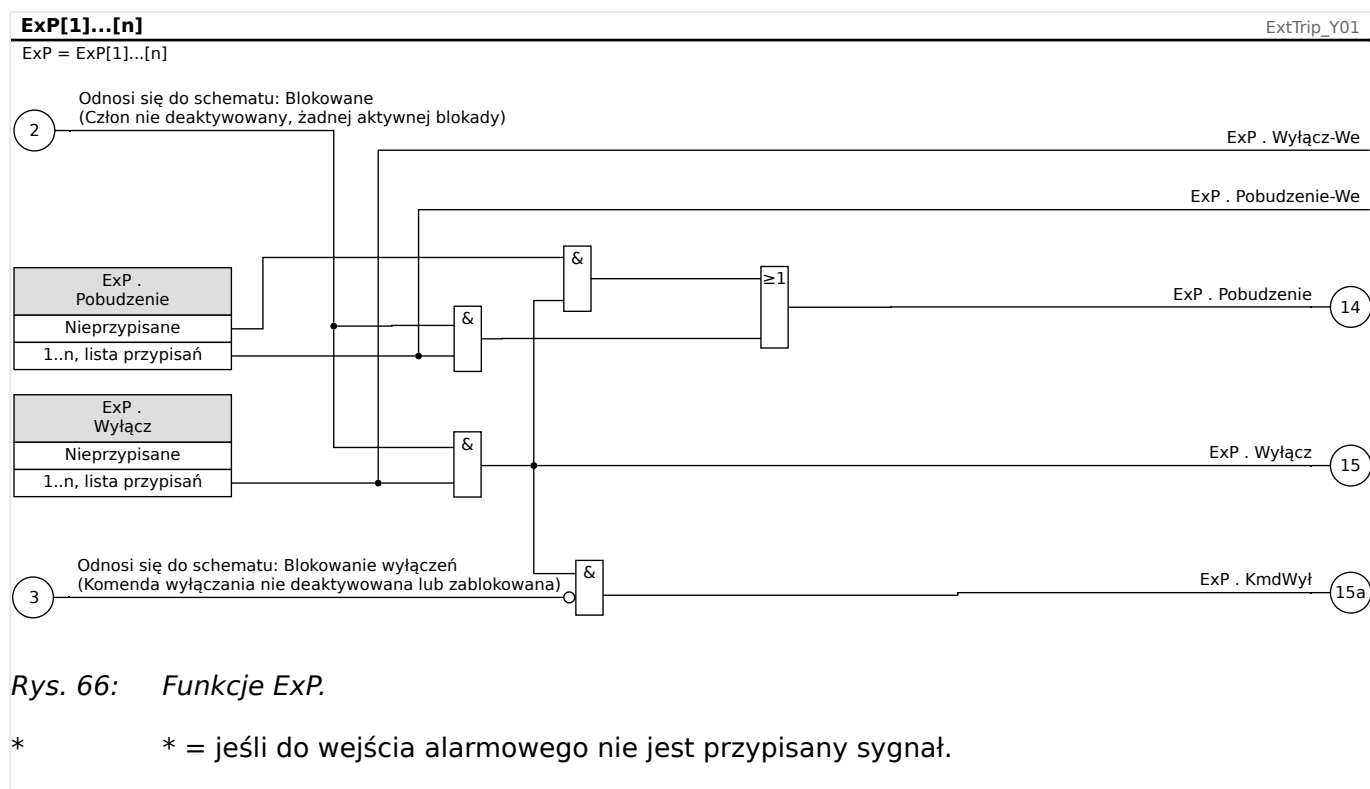 ExP[1]...[n]
ExtTrip_Y01
ExP = ExP[1]...[n]
Odnosi się do schematu: Blokowane
(Człon nie deaktywowany, żadnej aktywnej blokady)
2
ExP . Wyłącz-We
ExP . Pobudzenie-We
&
ExP .
Pobudzenie
≥1
ExP . Pobudzenie
14
&
Nieprzypisane
1..n, lista przypisań
ExP .
Wyłącz
&
Nieprzypisane
ExP . Wyłącz
15
1..n, lista przypisań
Odnosi się do schematu: Blokowanie wyłączeń
(Komenda wyłączania nie deaktywowana lub zablokowana)
3
&
ExP . KmdWył
15a
Rys. 66: Funkcje ExP.
* * = jeśli do wejścia alarmowego nie jest przypisany sygnał.